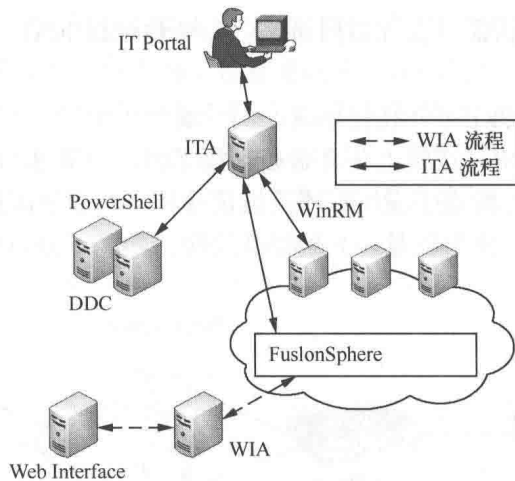 IT Portal
ITA
WIA 流程
ITA 流程
PowerShell
WinRM
DDC
FuslonSphere
WIA
Web Interface